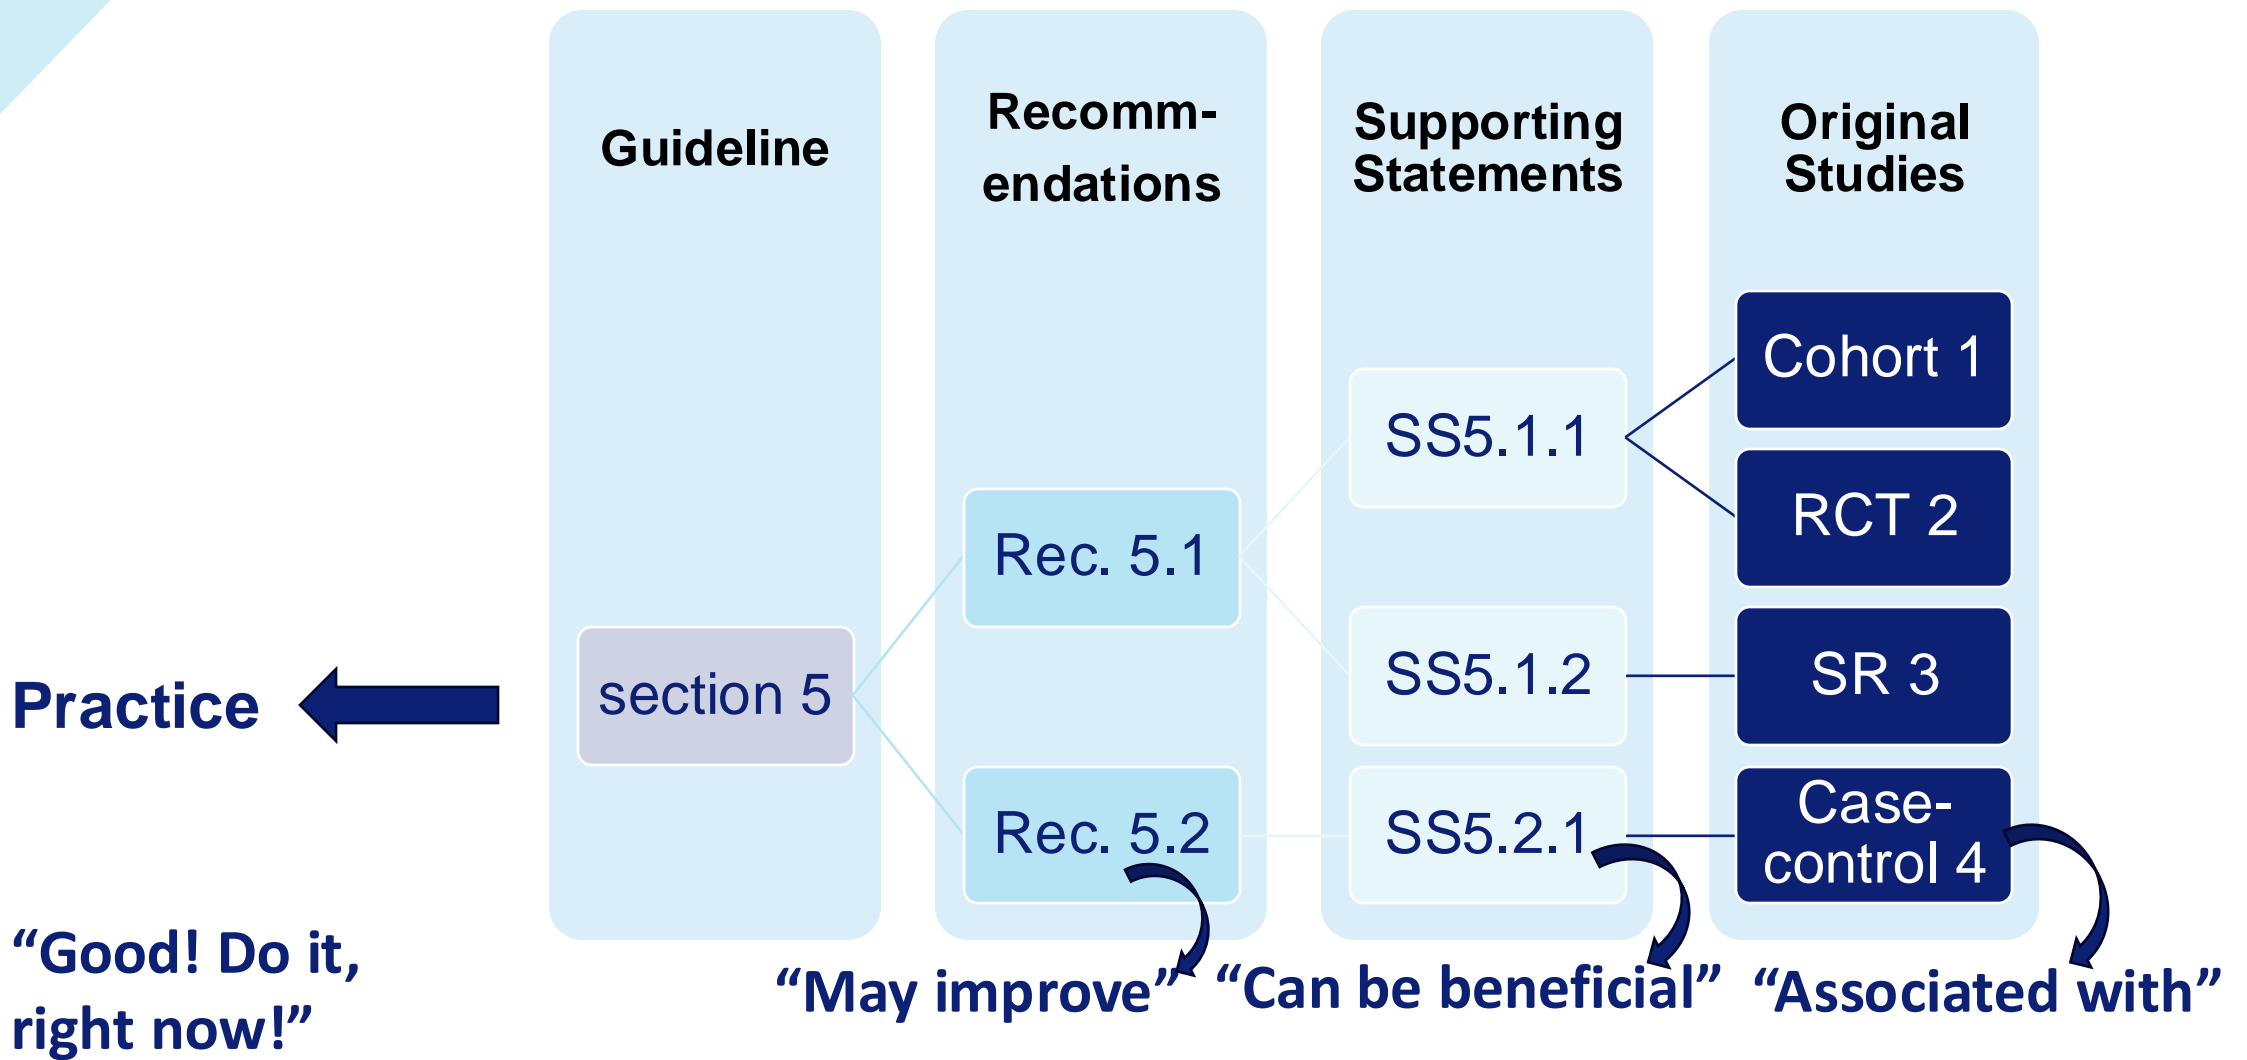 Guideline
Recomm-
endations
Supporting
Statements
Original
Studies
Cohort 1
SS5.1.1
RCT 2
Rec. 5.1
SS5.1.2
SR 3
section 5
Practice
Rec. 5.2
SS5.2.1
Case-
control 4
“Good! Do it,
right now!”
“May improve”
“Can be beneficial”
“Associated with”